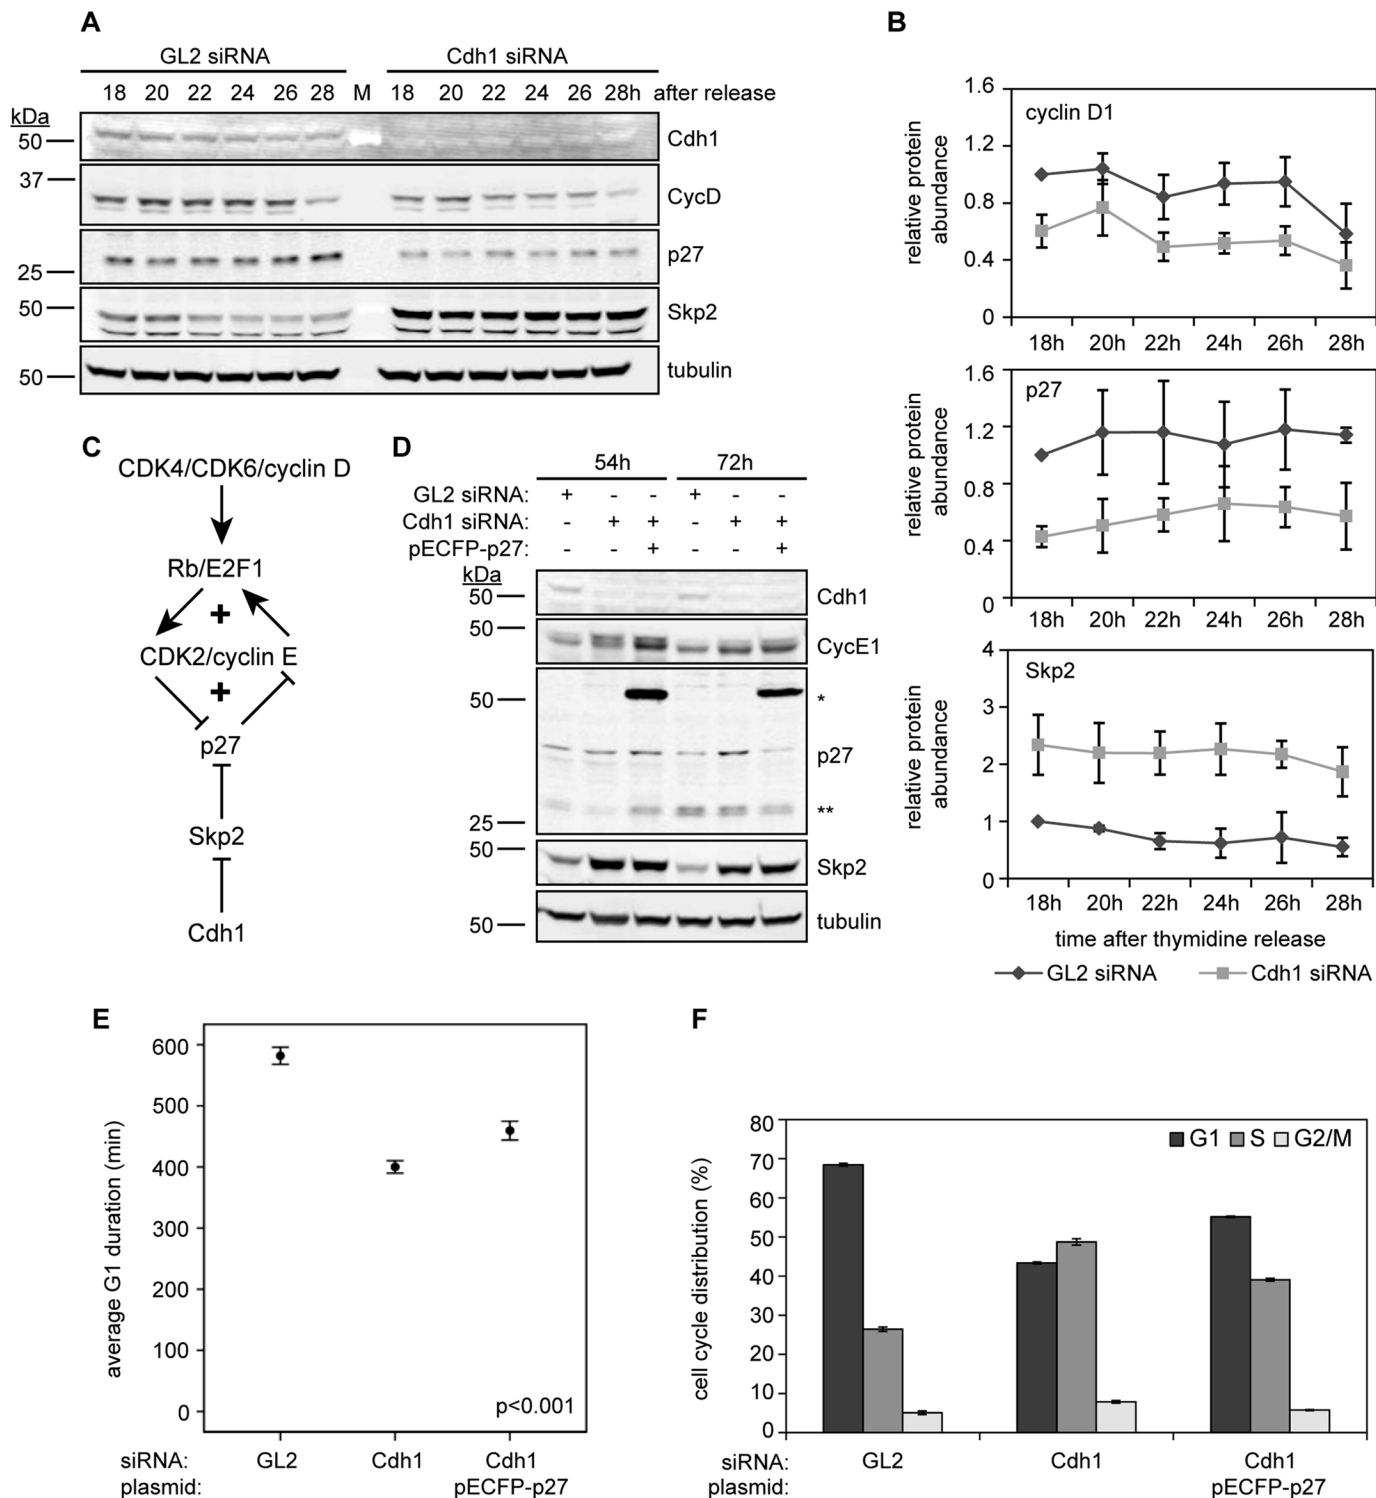 A
GL2 siRNA Cdh1 siRNA
18 20 22 24 26 28 M 18 20 22 24 26 28h after release
kDa
50 Cdh1
37
CycD
p27
25
50 Skp2
50 tubulin
B
cyclin D1
relative protein abundance
1.6
1.2
0.8
0.4
0
18h 20h 22h 24h 26h 28h
p27
relative protein abundance
1.6
1.2
0.8
0.4
0
18h 20h 22h 24h 26h 28h
Skp2
relative protein abundance
4
3
2
1
0
18h 20h 22h 24h 26h 28h
time after thymidine release
GL2 siRNA Cdh1 siRNA
C
CDK4/CDK6/cyclin D
Rb/E2F1
+
CDK2/cyclin E
+
p27
Skp2
Cdh1
D
54h 72h
GL2 siRNA: + - - + - -
Cdh1 siRNA: - + + - + +
pECFP-p27: - - + - - +
kDa
50 Cdh1
50 CycE1
50 *
p27
25 **
50 Skp2
50 tubulin
E
average G1 duration (min)
600
500
400
300
200
100
0
p<0.001
siRNA: GL2 Cdh1 Cdh1
plasmid: pECFP-p27
F
cell cycle distribution (%)
80
70
60
50
40
30
20
10
0
G1 S G2/M
siRNA: GL2 Cdh1 Cdh1
plasmid: pECFP-p27